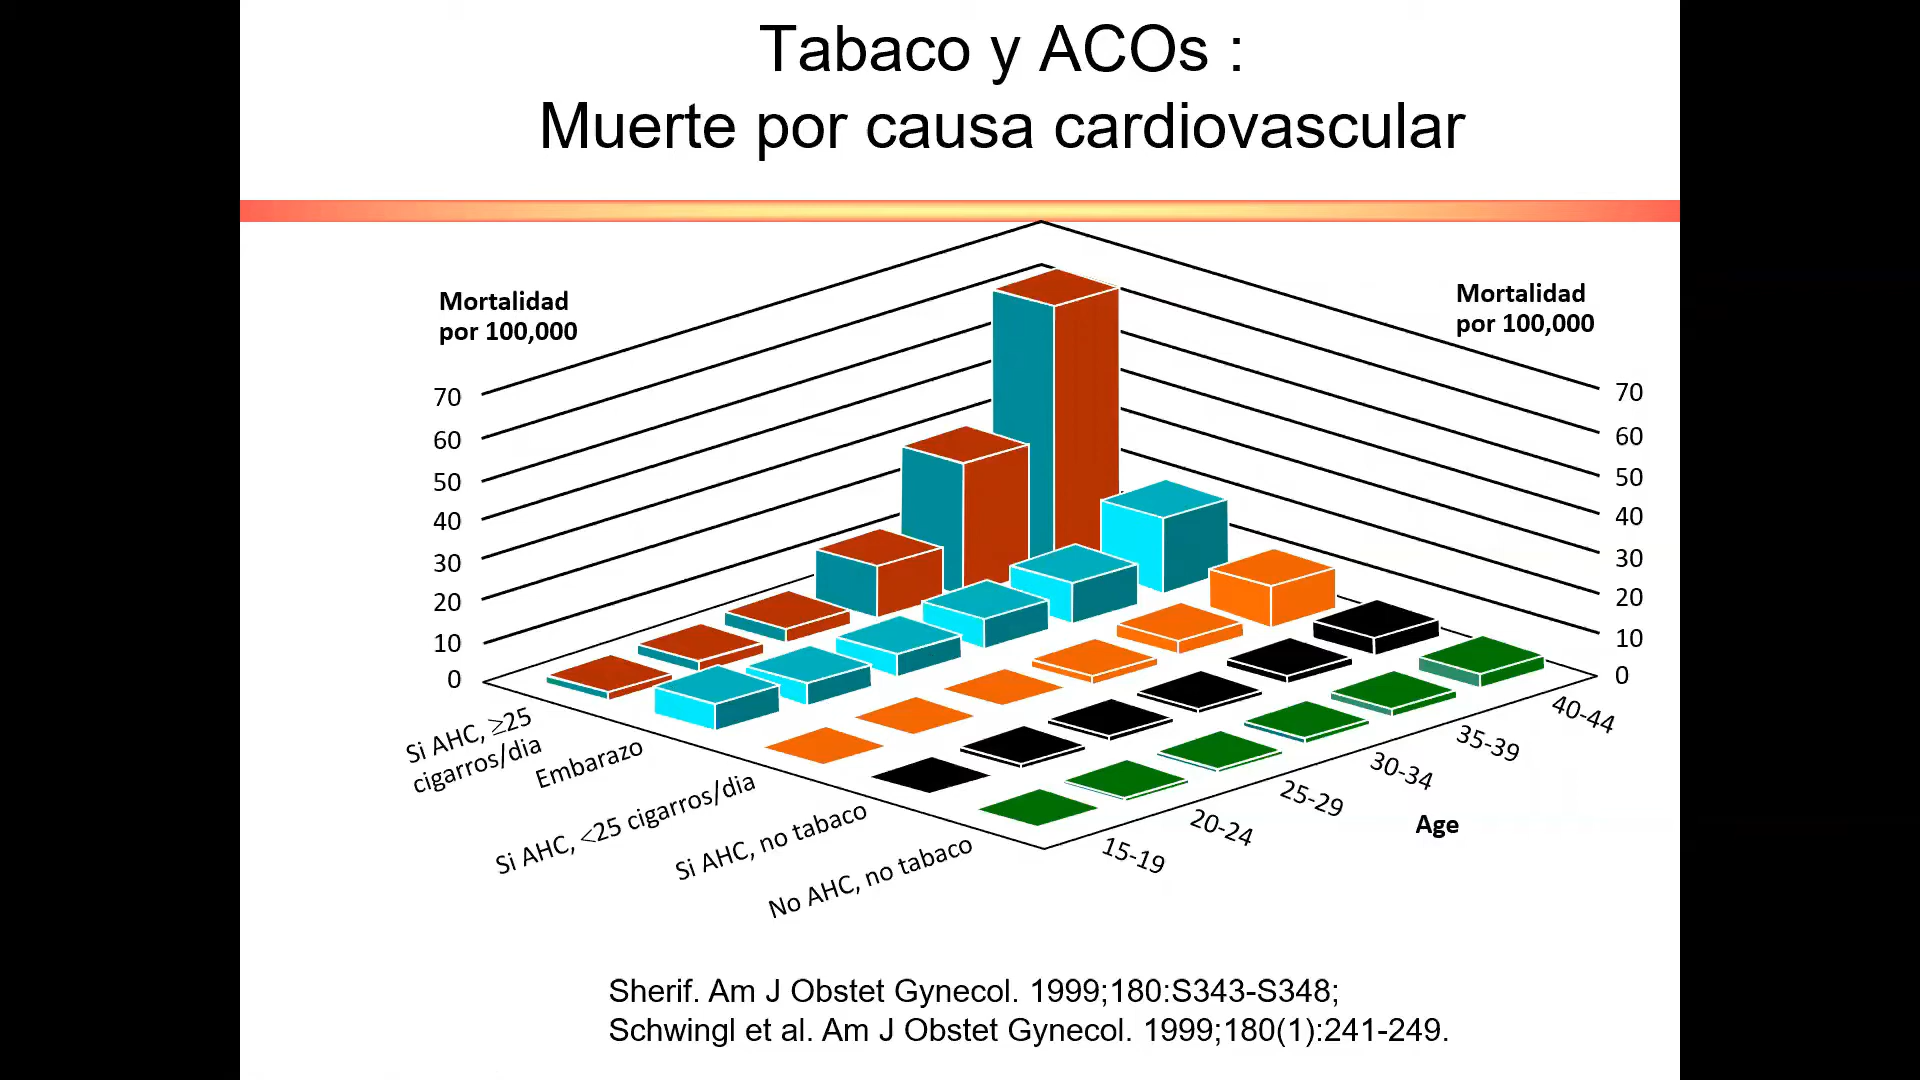 Tabaco y ACOs :
Muerte por causa cardiovascular
Mortalidad
por 100,000
70
60
50
40
30
20
10
0
Mortalidad
por 100,000
70
60
50
40
30
20
10
0
Si AHC, ≥25
cigarros/dia
Embarazo
Si AHC, <25 cigarros/dia
Si AHC, no tabaco
No AHC, no tabaco
15-19
20-24
25-29
30-34
35-39
40-44
Age
Sherif. Am J Obstet Gynecol. 1999;180:S343-S348;
Schwingl et al. Am J Obstet Gynecol. 1999;180(1):241-249.